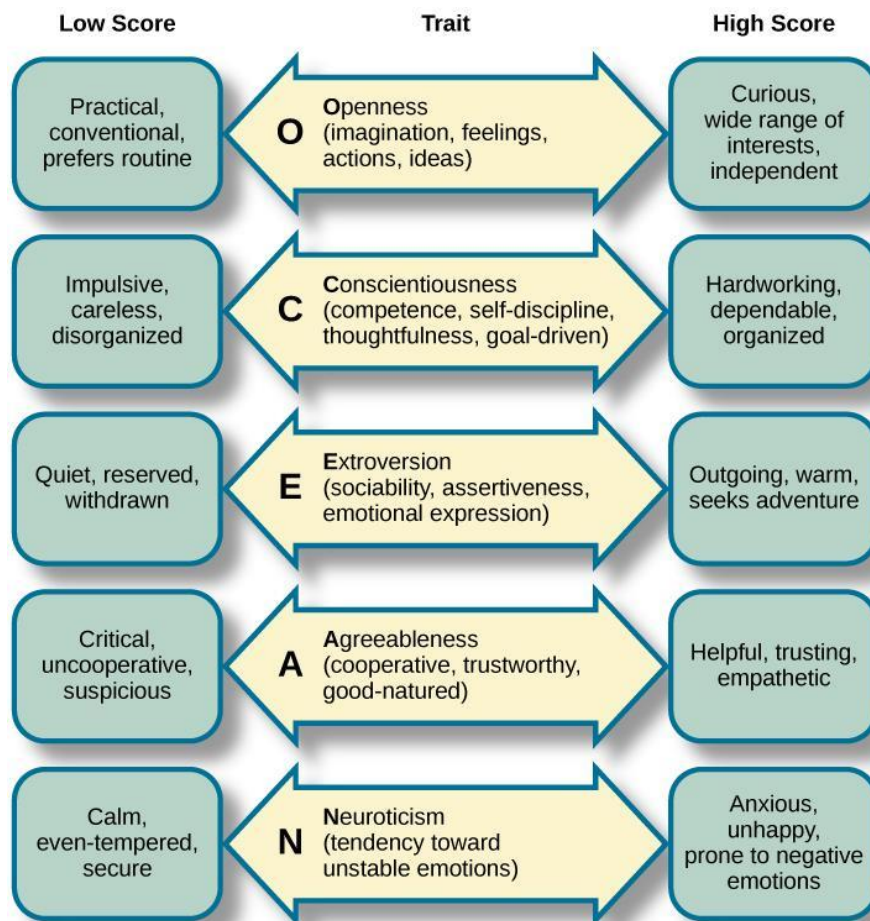 Low Score
Trait
High Score
Practical,
conventional,
prefers routine
O
Openness
(imagination, feelings,
actions, ideas)
Curious,
wide range of
interests,
independent
Impulsive,
careless,
disorganized
C
Conscientiousness
(competence, self-discipline,
thoughtfulness, goal-driven)
Hardworking,
dependable,
organized
Quiet, reserved,
withdrawn
E
Extroversion
(sociability, assertiveness,
emotional expression)
Outgoing, warm,
seeks adventure
Critical,
uncooperative,
suspicious
A
Agreeableness
(cooperative, trustworthy,
good-natured)
Helpful, trusting,
empathetic
Calm,
even-tempered,
secure
N
Neuroticism
(tendency toward
unstable emotions)
Anxious,
unhappy,
prone to negative
emotions